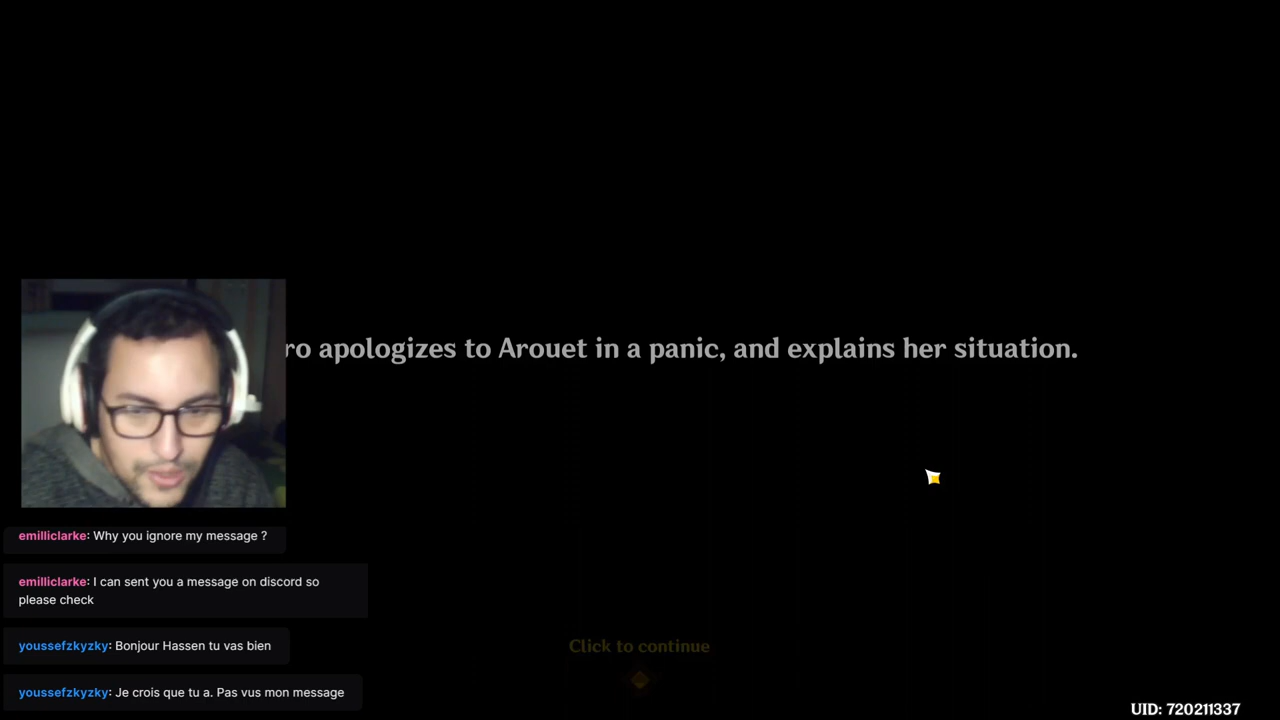 ro apologizes to Arouet in a panic, and explains her situation.
emilliclarke: Why you ignore my message ?
emilliclarke: I can sent you a message on discord so
please check
youssefzkyzky: Bonjour Hassen tu vas bien
youssefzkyzky: Je crois que tu a. Pas vus mon message
Click to continue
UID: 720211337